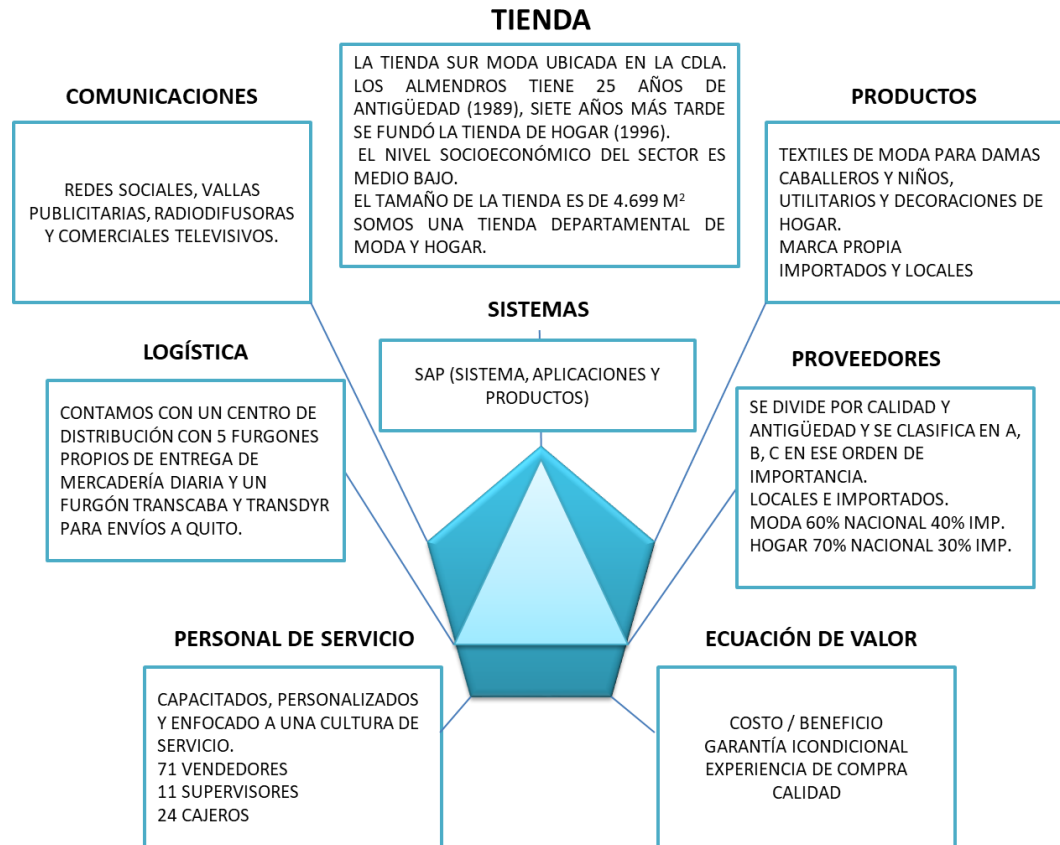 TIENDA
LA TIENDA SUR MODA UBICADA EN LA CDLA.
LOS ALMENDROS TIENE 25 AÑOS DE
ANTIGÜEDAD (1989), SIETE AÑOS MÁS TARDE
SE FUNDÓ LA TIENDA DE HOGAR (1996).
EL NIVEL SOCIOECONÓMICO DEL SECTOR ES
MEDIO BAJO.
EL TAMAÑO DE LA TIENDA ES DE 4.699 M²
SOMOS UNA TIENDA DEPARTAMENTAL DE
MODA Y HOGAR.
COMUNICACIONES
REDES SOCIALES, VALLAS
PUBLICITARIAS, RADIODIFUSORAS
Y COMERCIALES TELEVISIVOS.
PRODUCTOS
TEXTILES DE MODA PARA DAMAS
CABALLEROS Y NIÑOS,
UTILITARIOS Y DECORACIONES DE
HOGAR.
MARCA PROPIA
IMPORTADOS Y LOCALES
SISTEMAS
SAP (SISTEMA, APLICACIONES Y
PRODUCTOS)
LOGÍSTICA
CONTAMOS CON UN CENTRO DE
DISTRIBUCIÓN CON 5 FURGONES
PROPIOS DE ENTREGA DE
MERCADERÍA DIARIA Y UN
FURGÓN TRANSCABA Y TRANSDYR
PARA ENVÍOS A QUITO.
PROVEEDORES
SE DIVIDE POR CALIDAD Y
ANTIGÜEDAD Y SE CLASIFICA EN A,
B, C EN ESE ORDEN DE
IMPORTANCIA.
LOCALES E IMPORTADOS.
MODA 60% NACIONAL 40% IMP.
HOGAR 70% NACIONAL 30% IMP.
PERSONAL DE SERVICIO
CAPACITADOS, PERSONALIZADOS
Y ENFOCADO A UNA CULTURA DE
SERVICIO.
71 VENDEDORES
11 SUPERVISORES
24 CAJEROS
ECUACIÓN DE VALOR
COSTO / BENEFICIO
GARANTÍA ICONDICIONAL
EXPERIENCIA DE COMPRA
CALIDAD